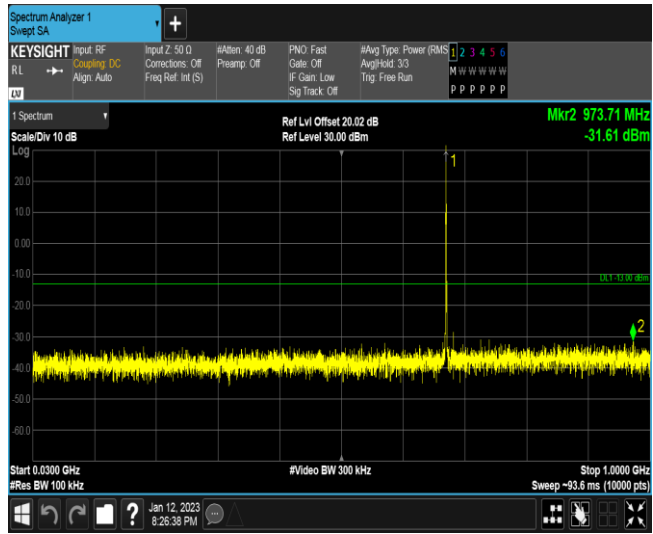 Spectrum Analyzer 1
Swept SA
+
KEYSIGHT
RL
LXI
Input: RF
Coupling: DC
Align: Auto
Input Z: 50 Ω
Corrections: Off
Freq Ref: Int (S)
#Atten: 40 dB
Preamp: Off
PNO: Fast
Gate: Off
IF Gain: Low
Sig Track: Off
#Avg Type: Power (RMS
Avg|Hold: 3/3
Trig: Free Run
1 2 3 4 5 6
M W W W W W
P P P P P P
1 Spectrum
Scale/Div 10 dB
Log
Ref Lvl Offset 20.02 dB
Ref Level 30.00 dBm
Mkr2 973.71 MHz
-31.61 dBm
1
20.0
10.0
0.00
-10.0
DL1 -13.00 dBm
-20.0
2
-30.0
-40.0
-50.0
-60.0
Start 0.0300 GHz
#Res BW 100 kHz
#Video BW 300 kHz
Stop 1.0000 GHz
Sweep ~93.6 ms (10000 pts)
?
Jan 12, 2023
8:26:38 PM